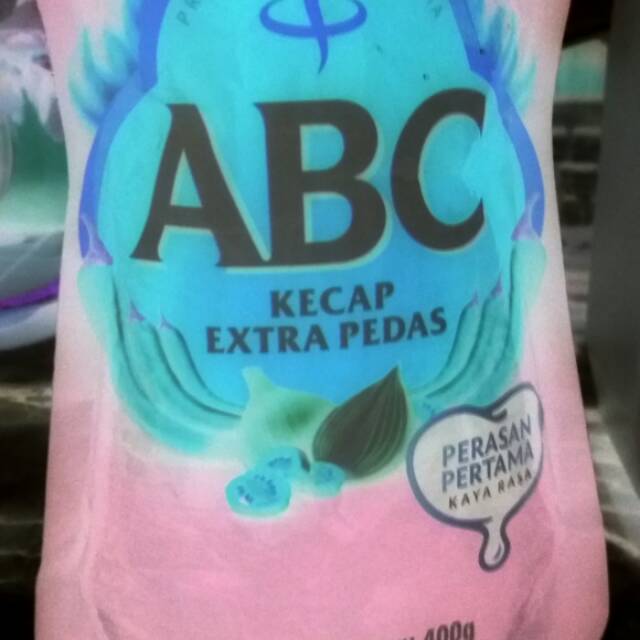 ABC
KECAP
EXTRA PEDAS
PERASAN
PERTAMA
KAYA RASA
400g